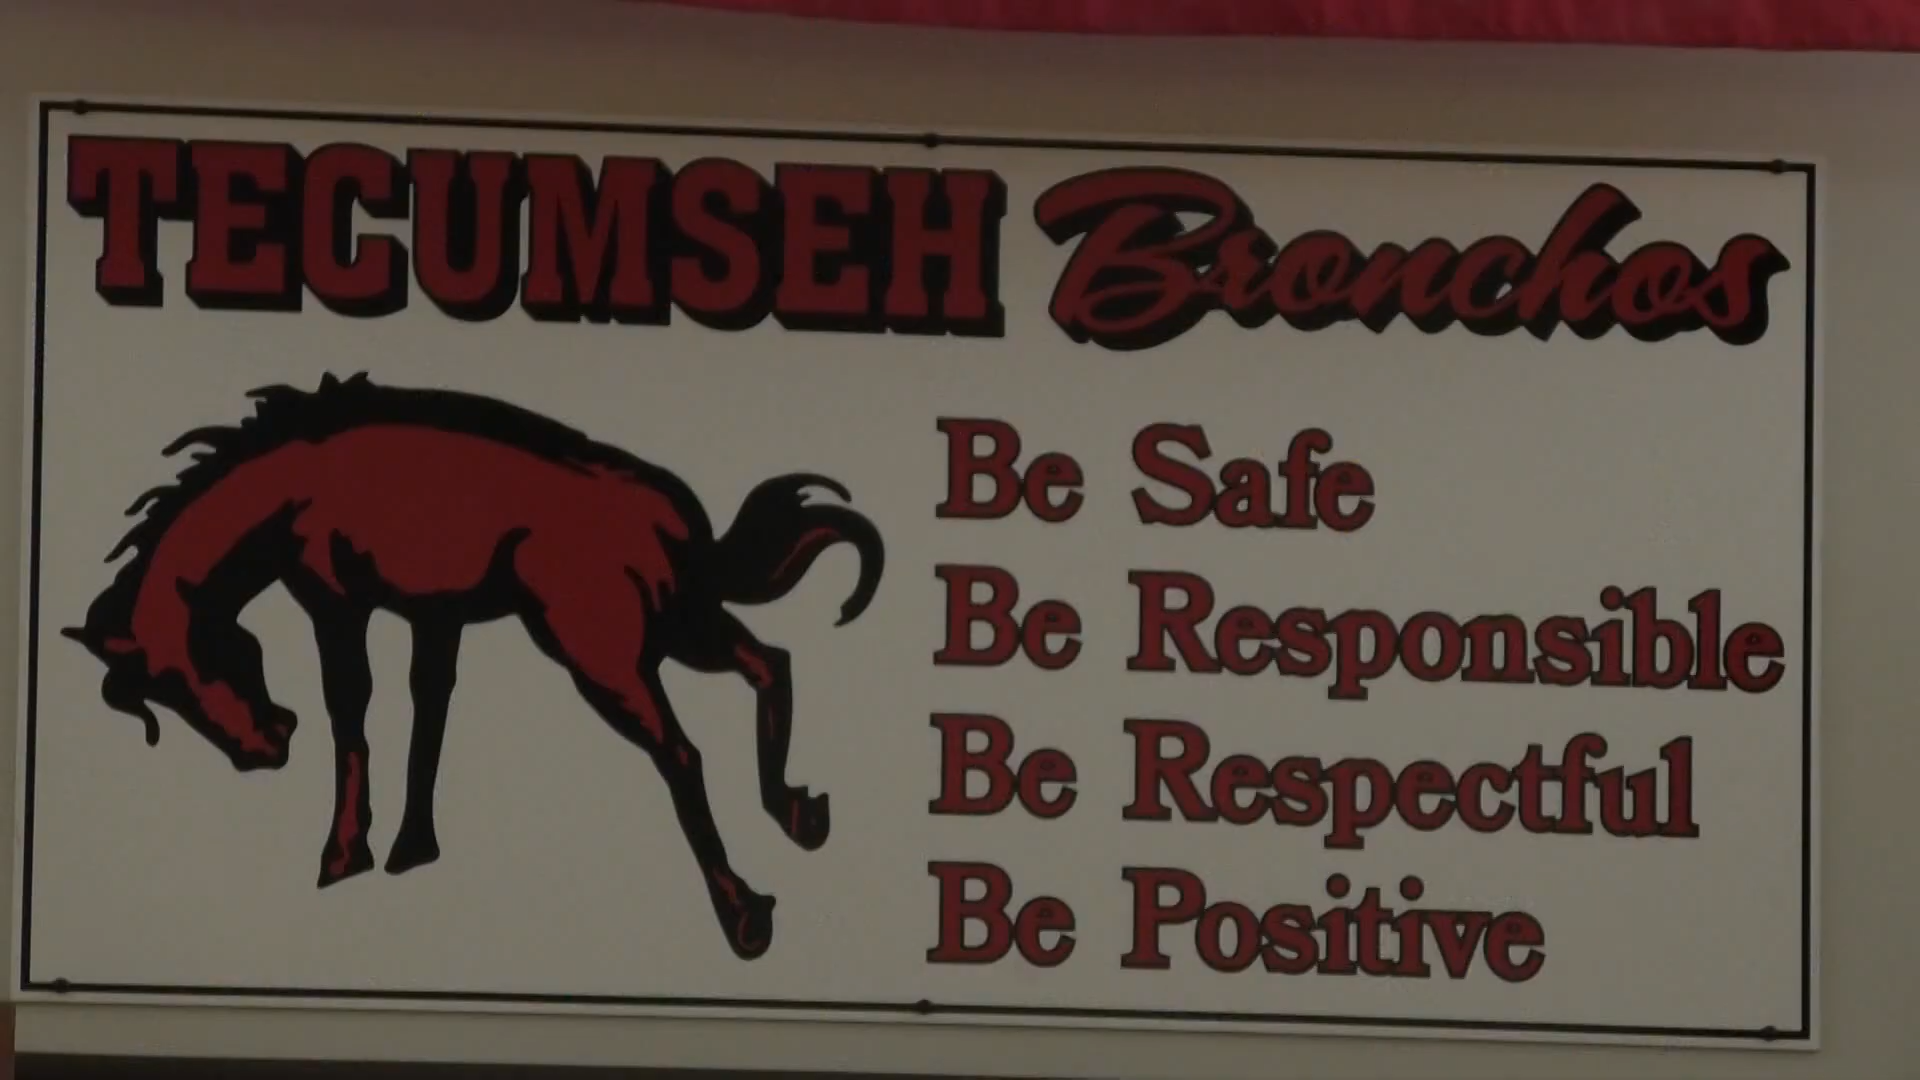 TECUMSEH Bronchos
Be Safe
Be Responsible
Be Respectful
Be Positive